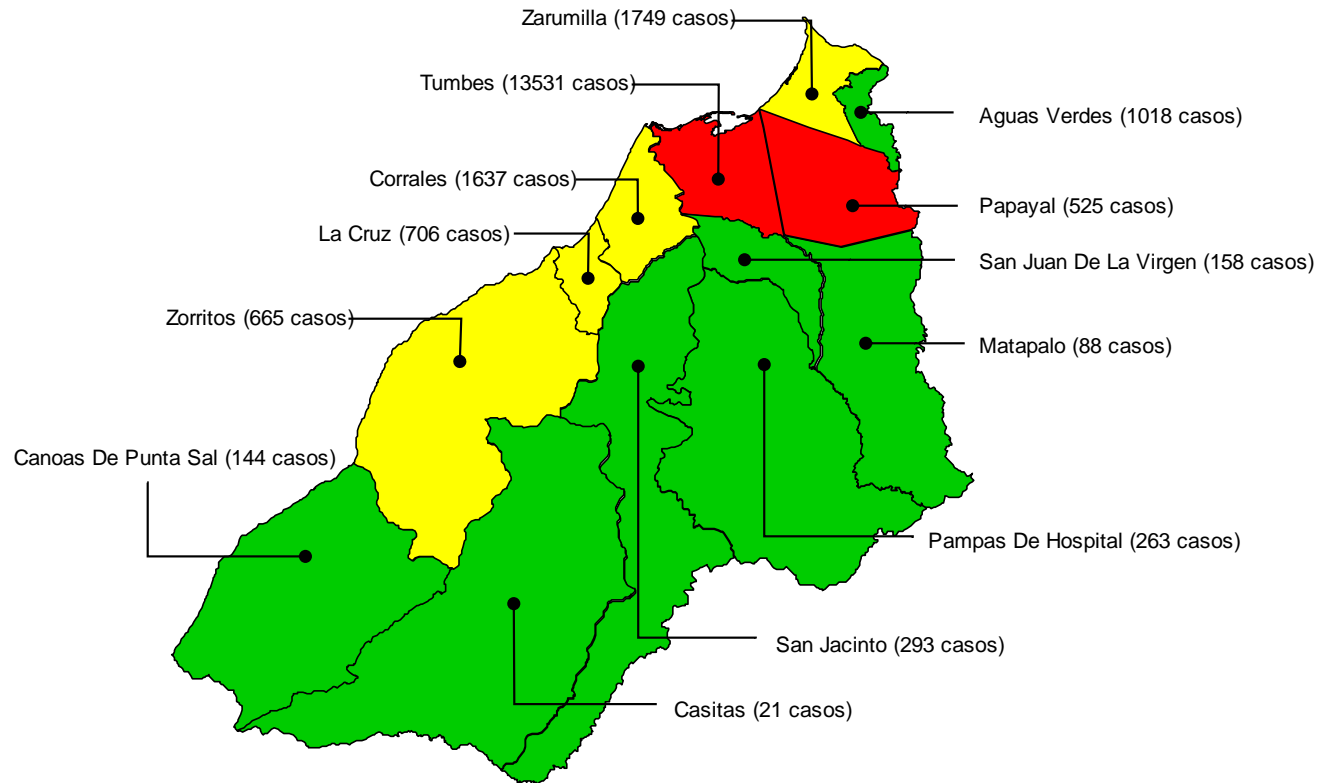 Zarumilla (1749 casos)
Tumbes (13531 casos)
Aguas Verdes (1018 casos)
Corrales (1637 casos)
Papayal (525 casos)
La Cruz (706 casos)
San Juan De La Virgen (158 casos)
Zorritos (665 casos)
Matapalo (88 casos)
Canoas De Punta Sal (144 casos)
Pampas De Hospital (263 casos)
San Jacinto (293 casos)
Casitas (21 casos)